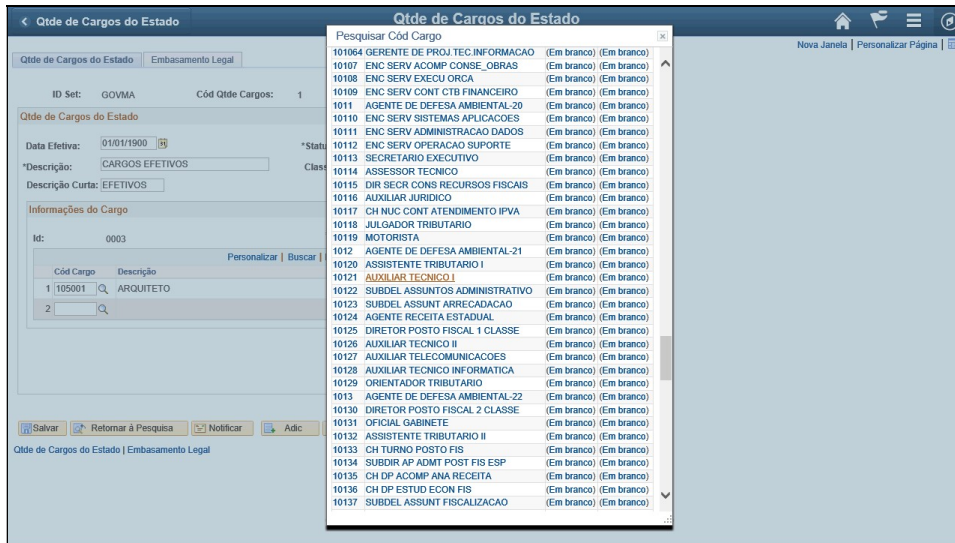 Qtde de Cargos do Estado
Qtde de Cargos do Estado
Nova Janela | Personalizar Página |
Qtde de Cargos do Estado
Embasamento Legal
ID Set: GOVMA Cód Qtde Cargos: 1
Qtde de Cargos do Estado
Data Efetiva: 01/01/1900 *Statu
*Descrição: CARGOS EFETIVOS Class
Descrição Curta: EFETIVOS
Informações do Cargo
Id: 0003
Personalizar | Buscar |
Cód Cargo Descrição
1 105001 ARQUITETO
2
Salvar Retornar à Pesquisa Notificar Adic
Qtde de Cargos do Estado | Embasamento Legal
Pesquisar Cód Cargo
101064 GERENTE DE PROJ.TEC.INFORMACAO (Em branco) (Em branco)
10107 ENC SERV ACOMP CONSE_OBRAS (Em branco) (Em branco)
10108 ENC SERV EXECU ORCA (Em branco) (Em branco)
10109 ENC SERV CONT CTB FINANCEIRO (Em branco) (Em branco)
1011 AGENTE DE DEFESA AMBIENTAL-20 (Em branco) (Em branco)
10110 ENC SERV SISTEMAS APLICACOES (Em branco) (Em branco)
10111 ENC SERV ADMINISTRACAO DADOS (Em branco) (Em branco)
10112 ENC SERV OPERACAO SUPORTE (Em branco) (Em branco)
10113 SECRETARIO EXECUTIVO (Em branco) (Em branco)
10114 ASSESSOR TECNICO (Em branco) (Em branco)
10115 DIR SECR CONS RECURSOS FISCAIS (Em branco) (Em branco)
10116 AUXILIAR JURIDICO (Em branco) (Em branco)
10117 CH NUC CONT ATENDIMENTO IPVA (Em branco) (Em branco)
10118 JULGADOR TRIBUTARIO (Em branco) (Em branco)
10119 MOTORISTA (Em branco) (Em branco)
1012 AGENTE DE DEFESA AMBIENTAL-21 (Em branco) (Em branco)
10120 ASSISTENTE TRIBUTARIO I (Em branco) (Em branco)
10121 AUXILIAR TECNICO I (Em branco) (Em branco)
10122 SUBDEL ASSUNTOS ADMINISTRATIVO (Em branco) (Em branco)
10123 SUBDEL ASSUNT ARRECADACAO (Em branco) (Em branco)
10124 AGENTE RECEITA ESTADUAL (Em branco) (Em branco)
10125 DIRETOR POSTO FISCAL 1 CLASSE (Em branco) (Em branco)
10126 AUXILIAR TECNICO II (Em branco) (Em branco)
10127 AUXILIAR TELECOMUNICACOES (Em branco) (Em branco)
10128 AUXILIAR TECNICO INFORMATICA (Em branco) (Em branco)
10129 ORIENTADOR TRIBUTARIO (Em branco) (Em branco)
1013 AGENTE DE DEFESA AMBIENTAL-22 (Em branco) (Em branco)
10130 DIRETOR POSTO FISCAL 2 CLASSE (Em branco) (Em branco)
10131 OFICIAL GABINETE (Em branco) (Em branco)
10132 ASSISTENTE TRIBUTARIO II (Em branco) (Em branco)
10133 CH TURNO POSTO FIS (Em branco) (Em branco)
10134 SUBDIR AP ADMT POST FIS ESP (Em branco) (Em branco)
10135 CH DP ACOMP ANA RECEITA (Em branco) (Em branco)
10136 CH DP ESTUD ECON FIS (Em branco) (Em branco)
10137 SUBDEL ASSUNT FISCALIZACAO (Em branco) (Em branco)